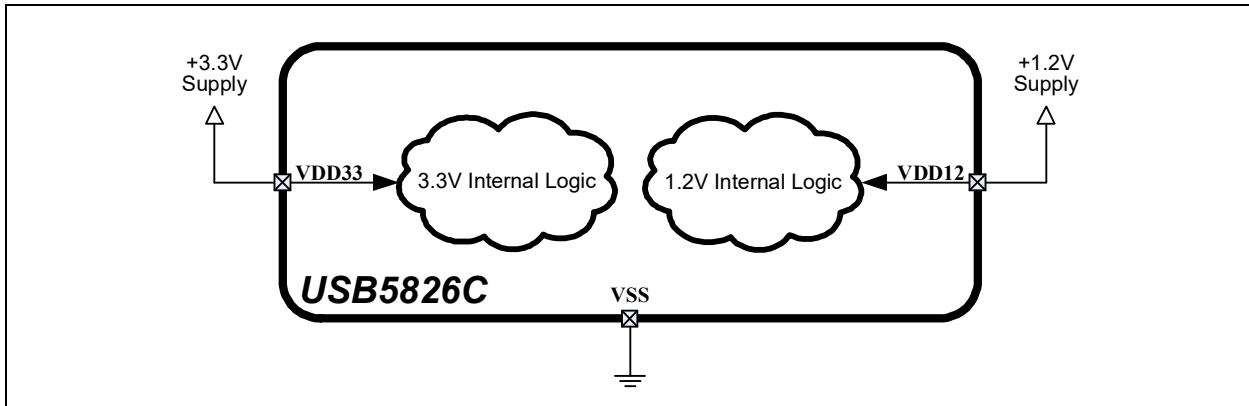 +3.3V
Supply
+1.2V
Supply
VDD33
3.3V Internal Logic
1.2V Internal Logic
VDD12
USB5826C
VSS